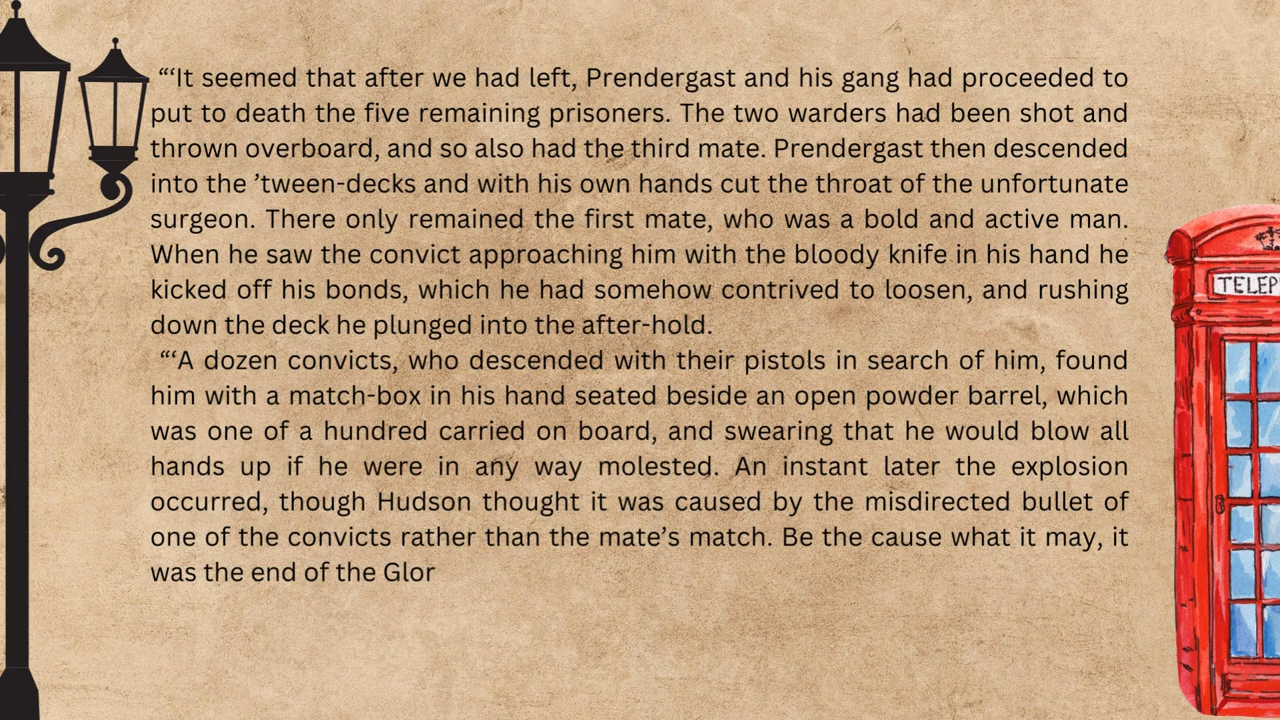 “‘It seemed that after we had left, Prendergast and his gang had proceeded to
put to death the five remaining prisoners. The two warders had been shot and
thrown overboard, and so also had the third mate. Prendergast then descended
into the ’tween-decks and with his own hands cut the throat of the unfortunate
surgeon. There only remained the first mate, who was a bold and active man.
When he saw the convict approaching him with the bloody knife in his hand he
kicked off his bonds, which he had somehow contrived to loosen, and rushing
down the deck he plunged into the after-hold.
“‘A dozen convicts, who descended with their pistols in search of him, found
him with a match-box in his hand seated beside an open powder barrel, which
was one of a hundred carried on board, and swearing that he would blow all
hands up if he were in any way molested. An instant later the explosion
occurred, though Hudson thought it was caused by the misdirected bullet of
one of the convicts rather than the mate’s match. Be the cause what it may, it
was the end of the Glor
TELEP